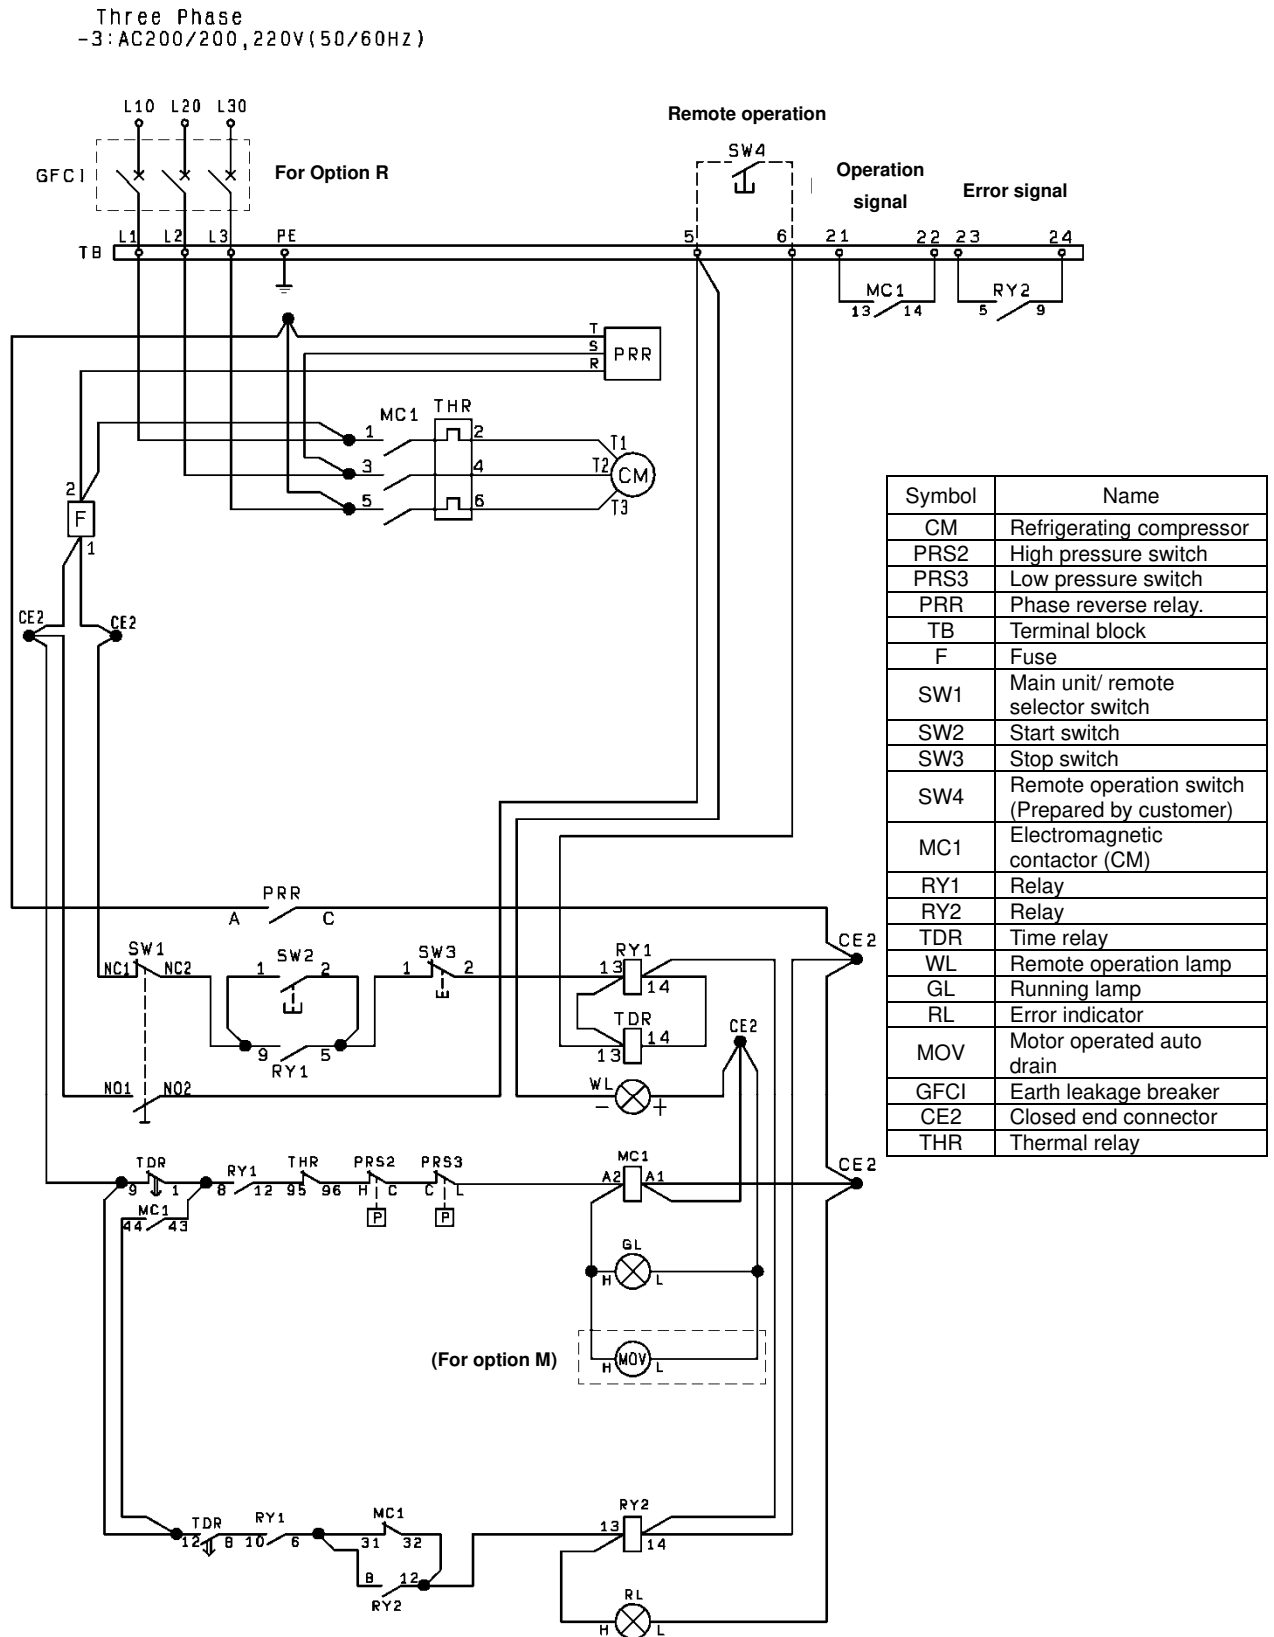 Three Phase
-3:AC200/200,220V(50/60Hz)
L10 L20 L30
Remote operation
SW4
GFCI
For Option R
Operation
signal
Error signal
TB L1 L2 L3 PE 5 6 21 22 23 24
MC1
13 14
RY2
5 9
T
S
R
PRR
MC1 THR
1 2 T1
3 4 T2 CM
5 6 T3
2
F
1
CE2 CE2
PRR
A C
CE2
SW1 SW2 SW3 RY1
NC1 NC2 1 2 1 2 13 14
TDR
13 14
CE2
9 5
RY1
NO1 NO2
WL
- +
TDR RY1 THR PRS2 PRS3 MC1 CE2
9 1 8 12 95 96 H C C L A2 A1
MC1
44 43
P P
GL
H L
(For option M)
H MOV L
TDR RY1 MC1 RY2
12 8 10 6 31 32 13 14
8 12
RY2
RL
H L
Symbol Name
CM Refrigerating compressor
PRS2 High pressure switch
PRS3 Low pressure switch
PRR Phase reverse relay.
TB Terminal block
F Fuse
SW1 Main unit/ remote
selector switch
SW2 Start switch
SW3 Stop switch
SW4 Remote operation switch
(Prepared by customer)
MC1 Electromagnetic
contactor (CM)
RY1 Relay
RY2 Relay
TDR Time relay
WL Remote operation lamp
GL Running lamp
RL Error indicator
MOV Motor operated auto
drain
GFCI Earth leakage breaker
CE2 Closed end connector
THR Thermal relay